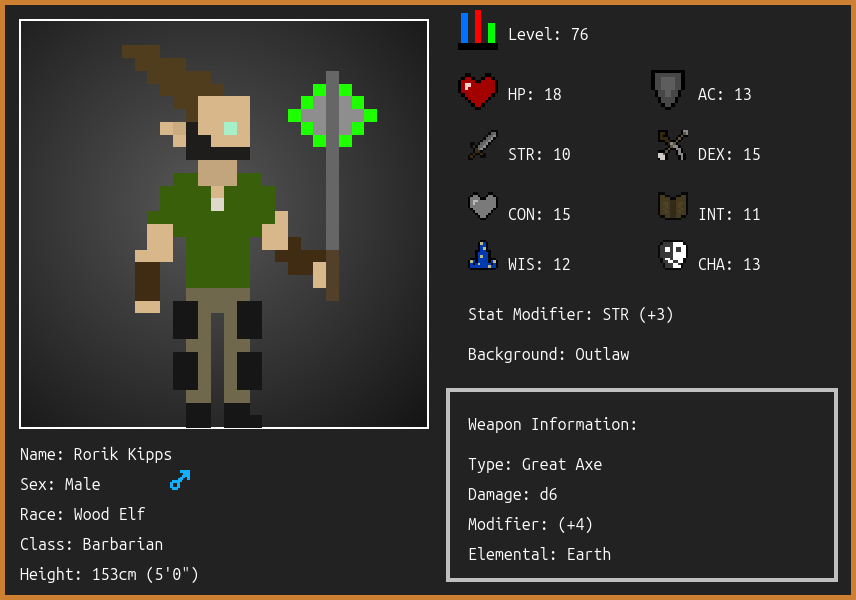 Level: 76
HP: 18
AC: 13
STR: 10
DEX: 15
CON: 15
INT: 11
WIS: 12
CHA: 13
Stat Modifier: STR (+3)
Background: Outlaw
Weapon Information:
Type: Great Axe
Damage: d6
Modifier: (+4)
Elemental: Earth
Name: Rorik Kipps
Sex: Male
Race: Wood Elf
Class: Barbarian
Height: 153cm (5'0")